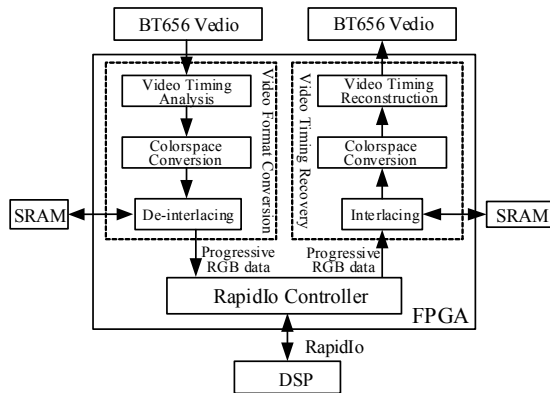 BT656 Vedio
BT656 Vedio
Video Timing
Analysis
Colorspace
Conversion
De-interlacing
Video Format Conversion
Video Timing Recovery
Video Timing
Reconstruction
Colorspace
Conversion
Interlacing
SRAM
SRAM
Progressive
RGB data
Progressive
RGB data
RapidIo Controller
FPGA
RapidIo
DSP